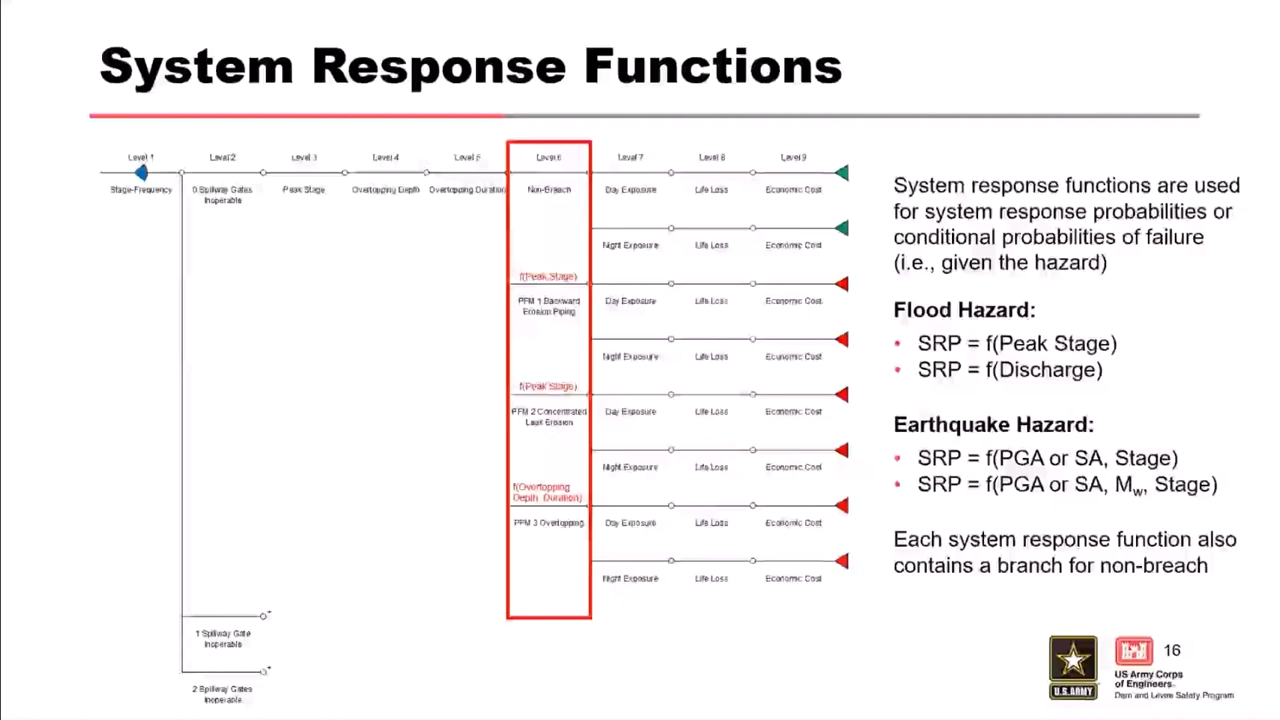 System Response Functions
Level 1 Level 2 Level 3 Level 4 Level 5 Level 6 Level 7 Level 8 Level 9
Stage-Frequency 0 Spillway Gates Peak Stage Overtopping Depth Overtopping Duration Non-Breach Day Exposure Life Loss Economic Cost
Inoperable
Night Exposure Life Loss Economic Cost
f(Peak Stage)
PFM 1 Backward Day Exposure Life Loss Economic Cost
Erosion Piping
Night Exposure Life Loss Economic Cost
f(Peak Stage)
PFM 2 Concentrated Day Exposure Life Loss Economic Cost
Leak Erosion
Night Exposure Life Loss Economic Cost
f(Overtopping
Depth, Duration)
PFM 3 Overtopping Day Exposure Life Loss Economic Cost
Night Exposure Life Loss Economic Cost
1 Spillway Gate
Inoperable
2 Spillway Gates
Inoperable
System response functions are used
for system response probabilities or
conditional probabilities of failure
(i.e., given the hazard)
Flood Hazard:
• SRP = f(Peak Stage)
• SRP = f(Discharge)
Earthquake Hazard:
• SRP = f(PGA or SA, Stage)
• SRP = f(PGA or SA, Mw, Stage)
Each system response function also
contains a branch for non-breach
U.S. ARMY
16
US Army Corps
of Engineers
Dam and Levee Safety Program